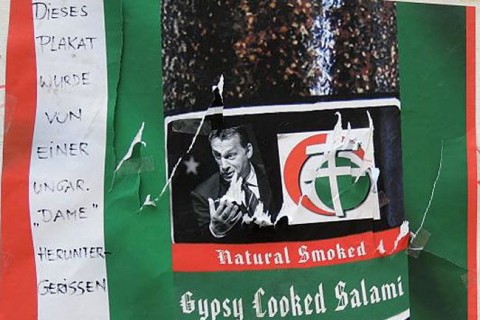 DIESES
PLAKAT
WURDE
VON
EINER
UNGAR.
"DAME"
HERUNTER-
GERISSEN
Natural Smoked
Gypsy Cooked Salami